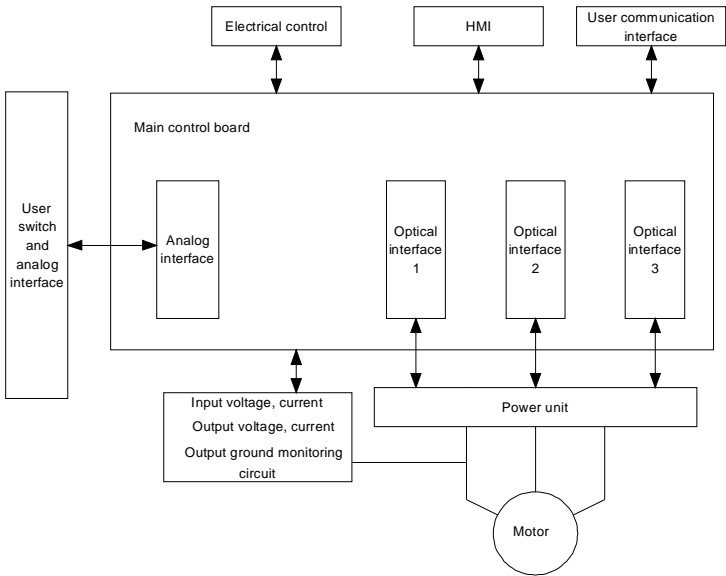 Electrical control
HMI
User communication
interface
Main control board
User
switch
and
analog
interface
Analog
interface
Optical
interface
1
Optical
interface
2
Optical
interface
3
Input voltage, current
Output voltage, current
Output ground monitoring
circuit
Power unit
Motor